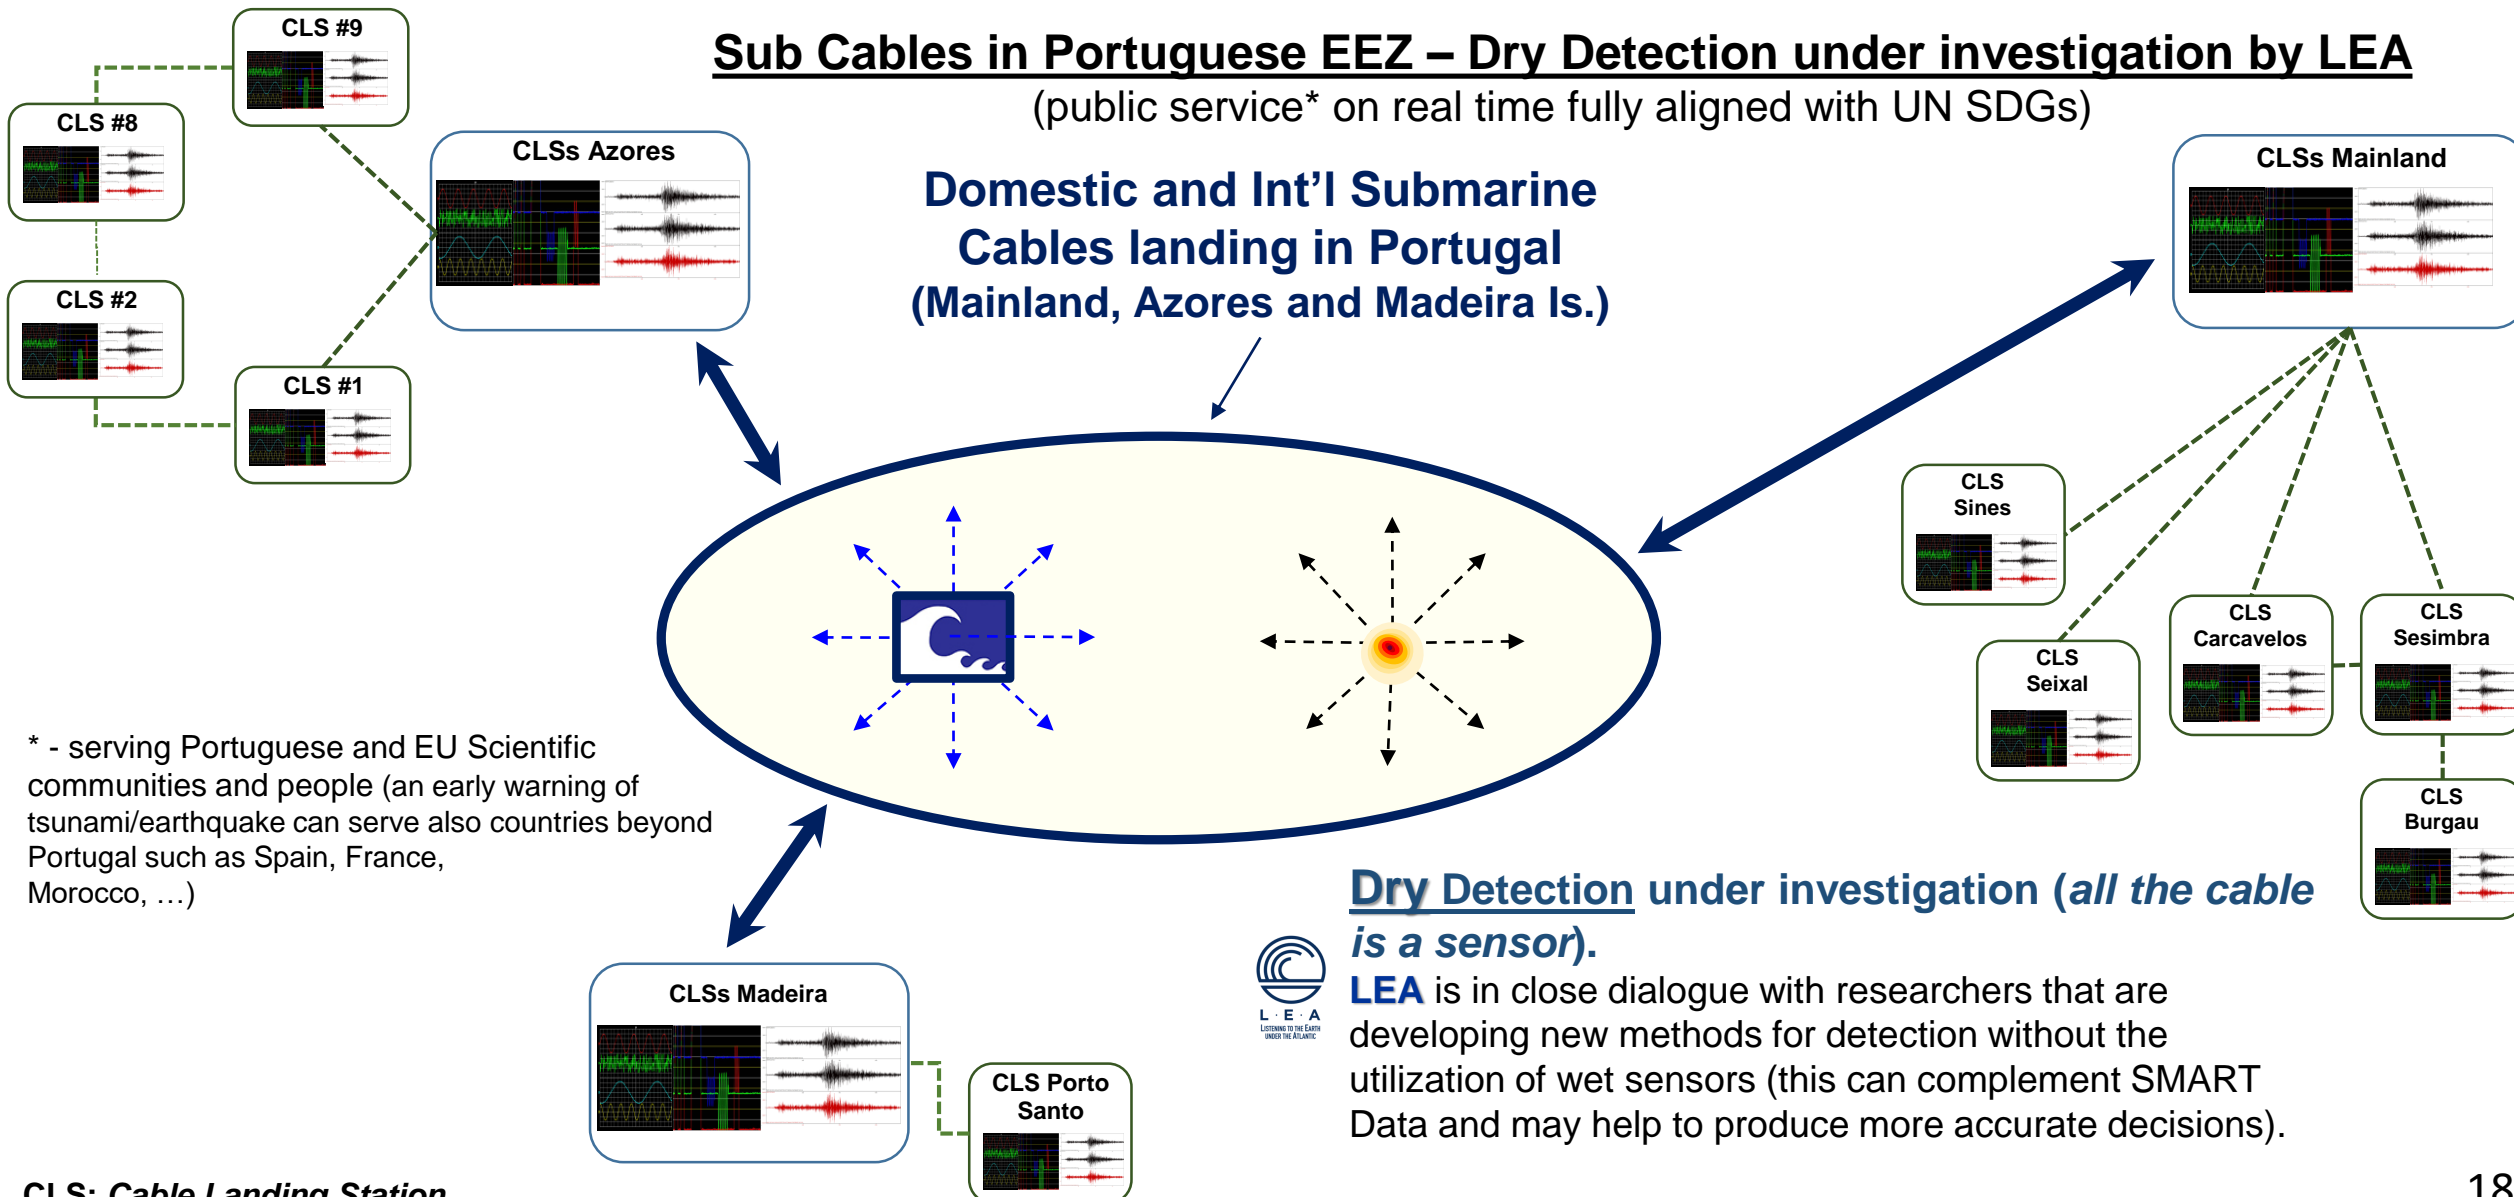 Sub Cables in Portuguese EEZ – Dry Detection under investigation by LEA
(public service* on real time fully aligned with UN SDGs)
CLS #9
CLS #8
CLS #2
CLS #1
CLSs Azores
Domestic and Int'l Submarine
Cables landing in Portugal
(Mainland, Azores and Madeira Is.)
CLSs Mainland
CLS
Sines
CLS
Seixal
CLS
Carcavelos
CLS
Sesimbra
CLS
Burgau
* - serving Portuguese and EU Scientific
communities and people (an early warning of
tsunami/earthquake can serve also countries beyond
Portugal such as Spain, France,
Morocco, …)
CLSs Madeira
CLS Porto
Santo
Dry Detection under investigation (all the cable
is a sensor).
LEA is in close dialogue with researchers that are
developing new methods for detection without the
utilization of wet sensors (this can complement SMART
Data and may help to produce more accurate decisions).
L · E · A
LISTENING TO THE EARTH
UNDER THE ATLANTIC
CLS: Cable Landing Station
18